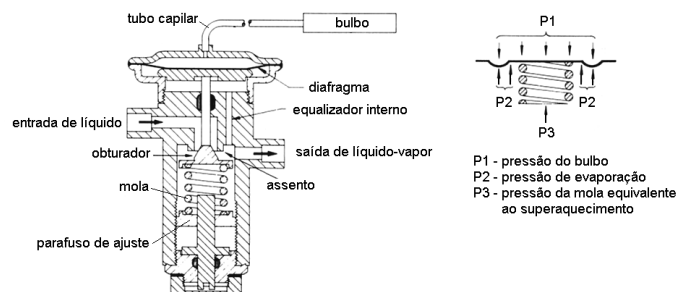 tubo capilar
bulbo
diafragma
equalizador interno
entrada de líquido
obturador
saída de líquido-vapor
mola
assento
parafuso de ajuste
P1
P2
P2
P3
P1 - pressão do bulbo
P2 - pressão de evaporação
P3 - pressão da mola equivalente
ao superaquecimento